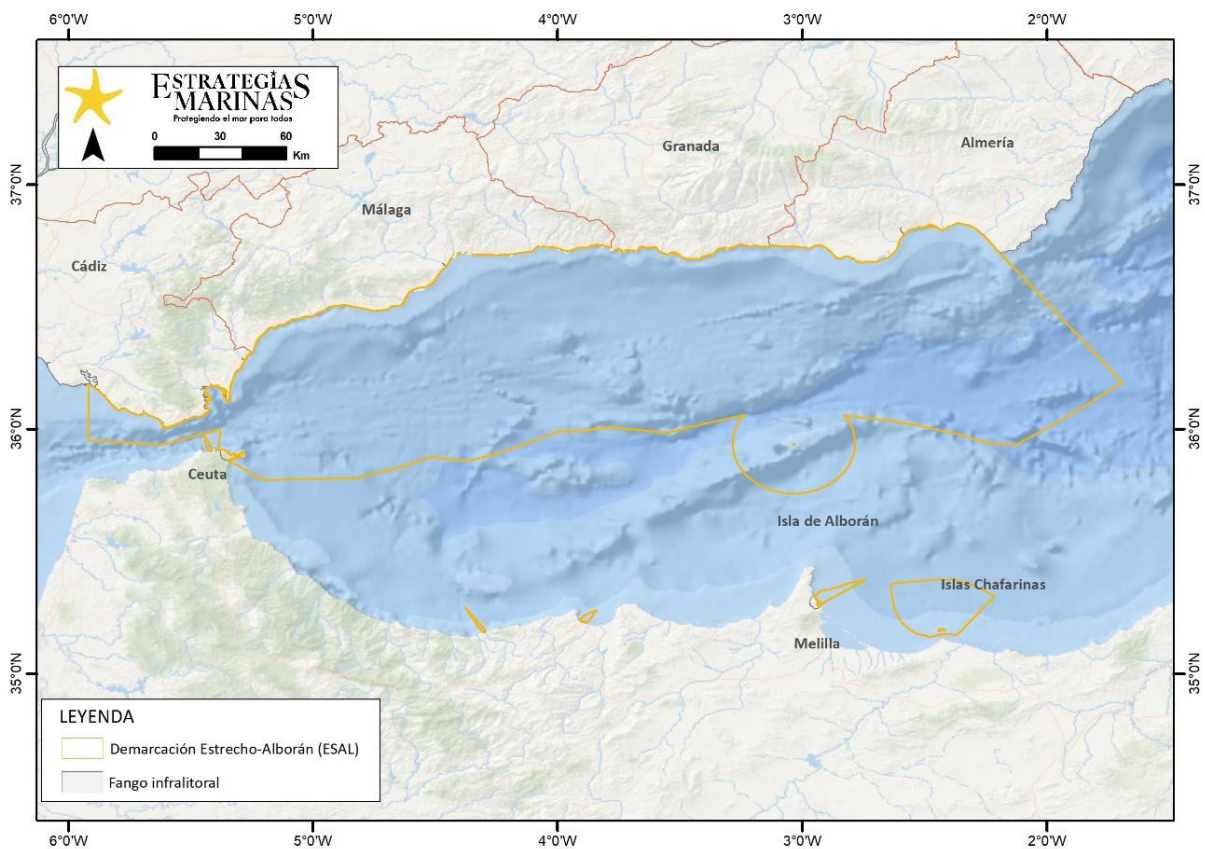 6°0'W 5°0'W 4°0'W 3°0'W 2°0'W
ESTRATEGIAS
MARINAS
Protegiendo el mar para todos
0 30 60
Km
Granada
Almería
37°0'N
37°0'N
Málaga
Cádiz
36°0'N
36°0'N
Ceuta
Isla de Alborán
Islas Chafarinas
Melilla
35°0'N
35°0'N
LEYENDA
Demarcación Estrecho-Alborán (ESAL)
Fango infralitoral
6°0'W 5°0'W 4°0'W 3°0'W 2°0'W